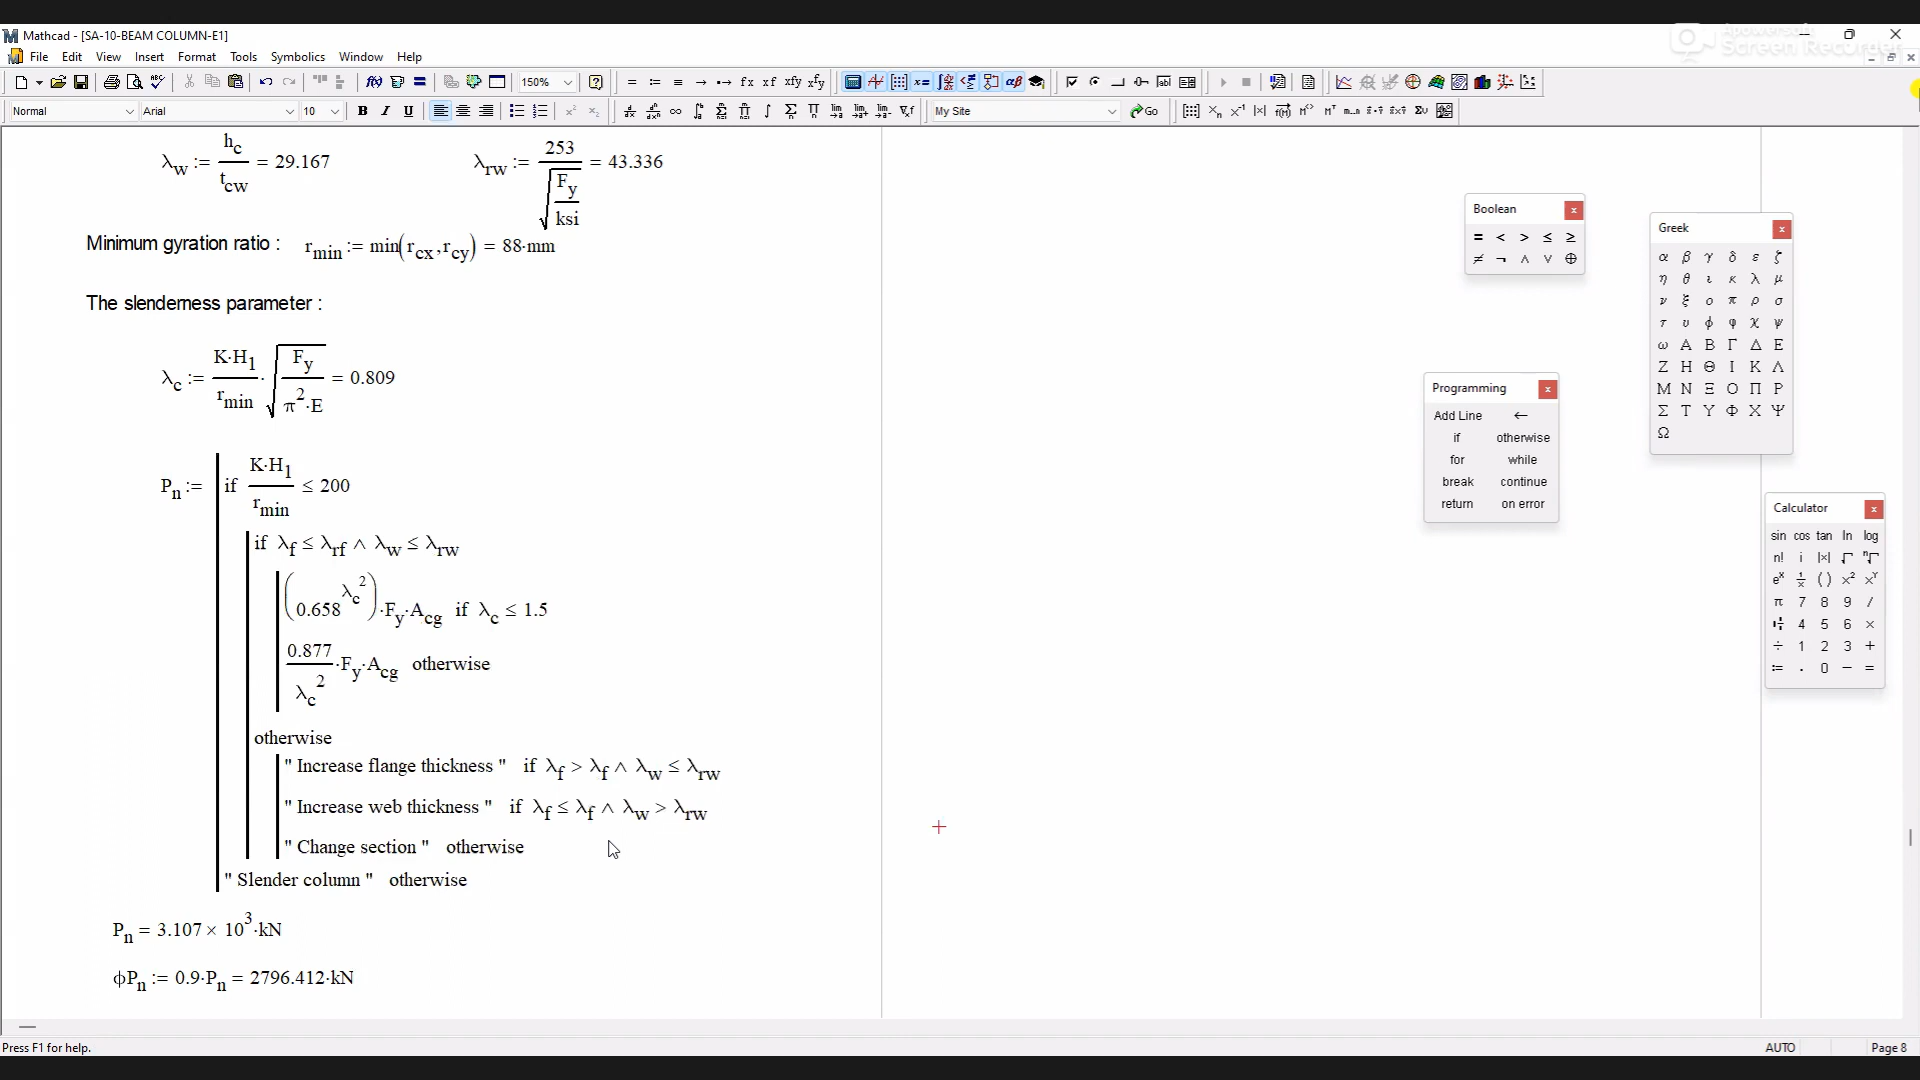 Mathcad - [SA-10-BEAM COLUMN-E1]
Screen Recorder
File Edit View Insert Format Tools Symbolics Window Help
150%
Normal Arial 10 B I U My Site Go
λw := hc/tcw = 29.167
λrw := 253/√(Fy/ksi) = 43.336
Minimum gyration ratio : rmin := min(rcx, rcy) = 88·mm
The slenderness parameter :
λc := K·H1/rmin · √(Fy/(π²·E)) = 0.809
Pn := if K·H1/rmin ≤ 200
if λf ≤ λrf ∧ λw ≤ λrw
(0.658^λc²)·Fy·Acg if λc ≤ 1.5
0.877/λc² ·Fy·Acg otherwise
otherwise
" Increase flange thickness " if λf > λf ∧ λw ≤ λrw
" Increase web thickness " if λf ≤ λf ∧ λw > λrw
" Change section " otherwise
" Slender column " otherwise
Pn = 3.107 × 10³·kN
ϕPn := 0.9·Pn = 2796.412·kN
Boolean
= < > ≤ ≥
≠ ¬ ∧ ∨ ⊕
Greek
α β γ δ ε ζ
η θ ι κ λ μ
ν ξ ο π ρ σ
τ υ ϕ φ χ ψ
ω Α Β Γ Δ Ε
Ζ Η Θ Ι Κ Λ
Μ Ν Ξ Ο Π Ρ
Σ Τ Υ Φ Χ Ψ
Ω
Programming
Add Line ←
if otherwise
for while
break continue
return on error
Calculator
sin cos tan ln log
n! i |×| √ ⁿ√
eˣ 1/x ( ) ×² ×ʸ
π 7 8 9 /
4 5 6 ×
÷ 1 2 3 +
:= . 0 − =
Press F1 for help.
AUTO
Page 8